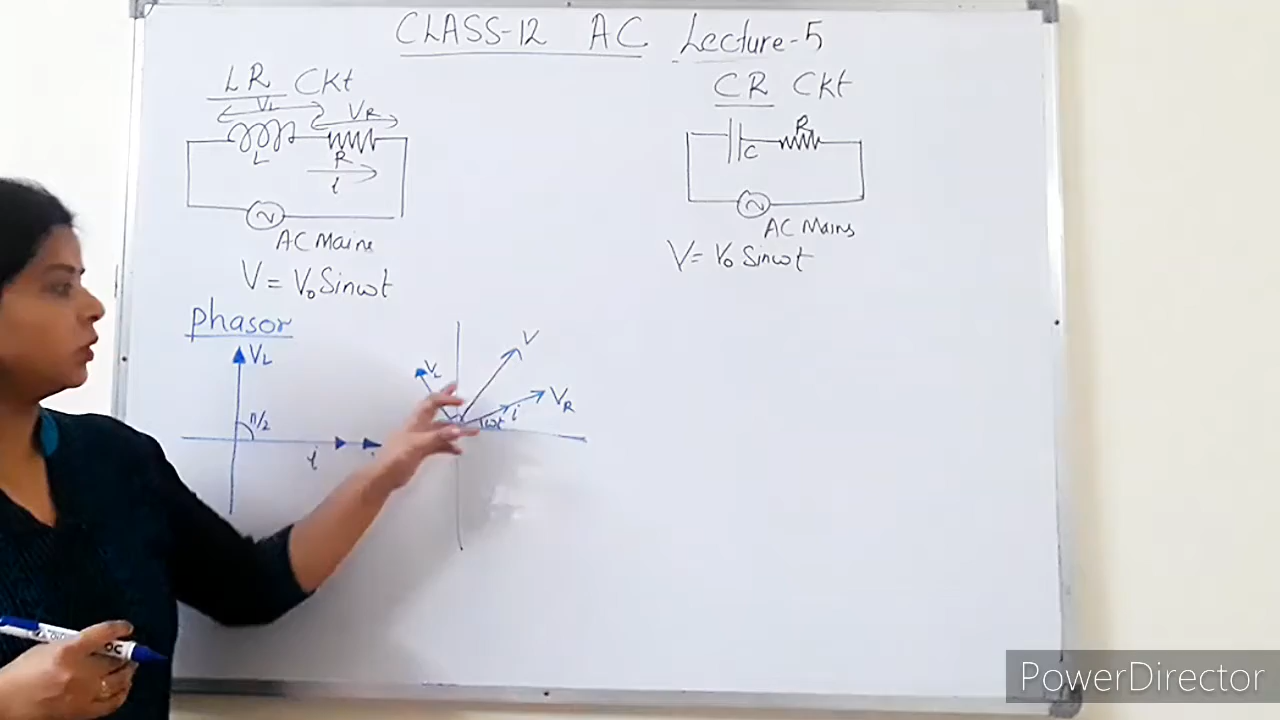 CLASS-12 AC Lecture-5
LR Ckt
VL
VR
L
R
i
AC Maine
V = V₀ Sinωt
CR Ckt
R
C
AC Mains
V = V₀ Sinωt
phasor
VL
π/2
i
VL
V
VR
i
ωt
PowerDirector